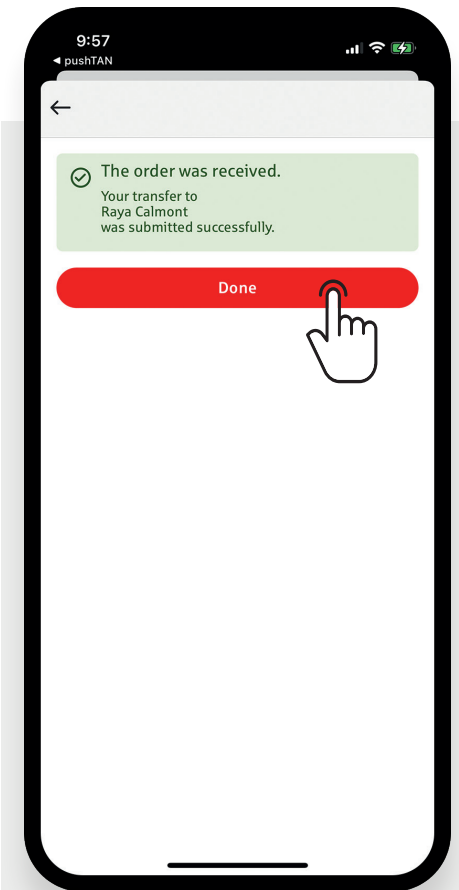 9:57
◀ pushTAN
The order was received.
Your transfer to
Raya Calmont
was submitted successfully.
Done